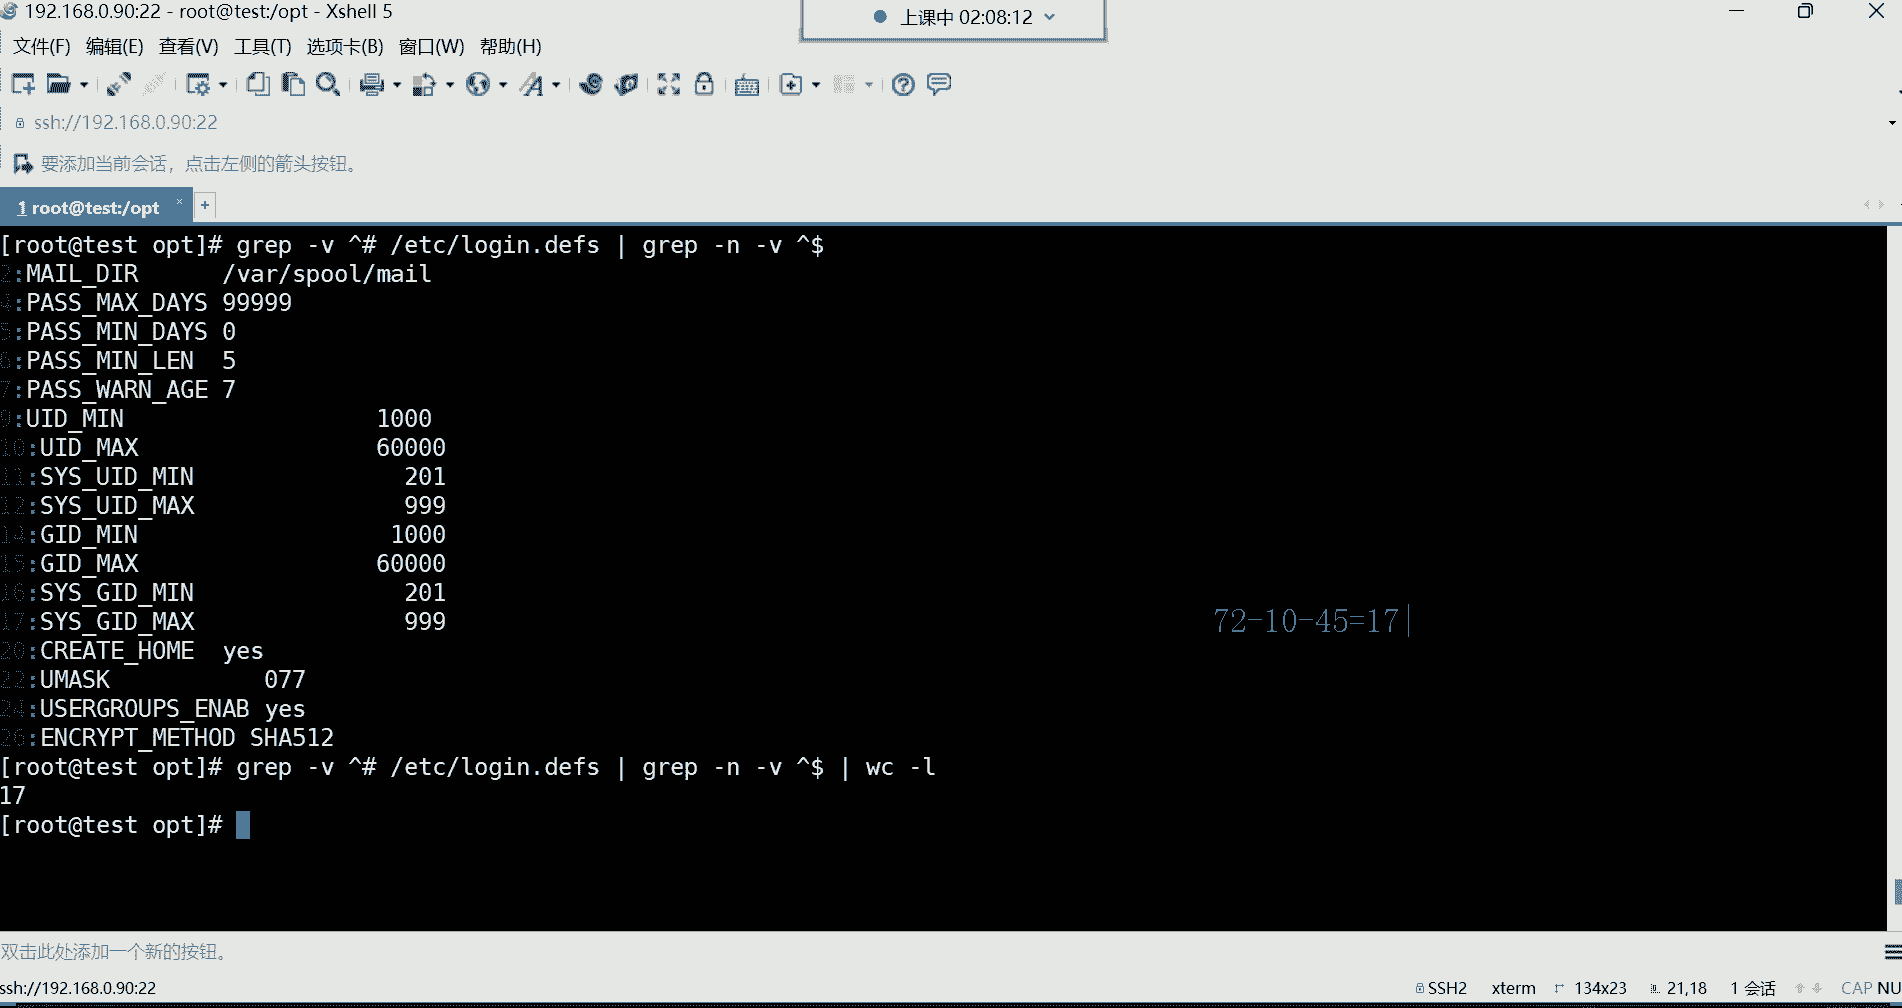 192.168.0.90:22 - root@test:/opt - Xshell 5
上课中 02:08:12
文件(F) 编辑(E) 查看(V) 工具(T) 选项卡(B) 窗口(W) 帮助(H)
ssh://192.168.0.90:22
要添加当前会话，点击左侧的箭头按钮。
1 root@test:/opt × +
[root@test opt]# grep -v ^# /etc/login.defs | grep -n -v ^$
2:MAIL_DIR /var/spool/mail
4:PASS_MAX_DAYS 99999
5:PASS_MIN_DAYS 0
6:PASS_MIN_LEN 5
7:PASS_WARN_AGE 7
9:UID_MIN 1000
10:UID_MAX 60000
11:SYS_UID_MIN 201
12:SYS_UID_MAX 999
14:GID_MIN 1000
15:GID_MAX 60000
16:SYS_GID_MIN 201
17:SYS_GID_MAX 999
72-10-45=17
20:CREATE_HOME yes
22:UMASK 077
24:USERGROUPS_ENAB yes
26:ENCRYPT_METHOD SHA512
[root@test opt]# grep -v ^# /etc/login.defs | grep -n -v ^$ | wc -l
17
[root@test opt]#
双击此处添加一个新的按钮。
ssh://192.168.0.90:22 SSH2 xterm 134x23 21,18 1 会话 CAP NU